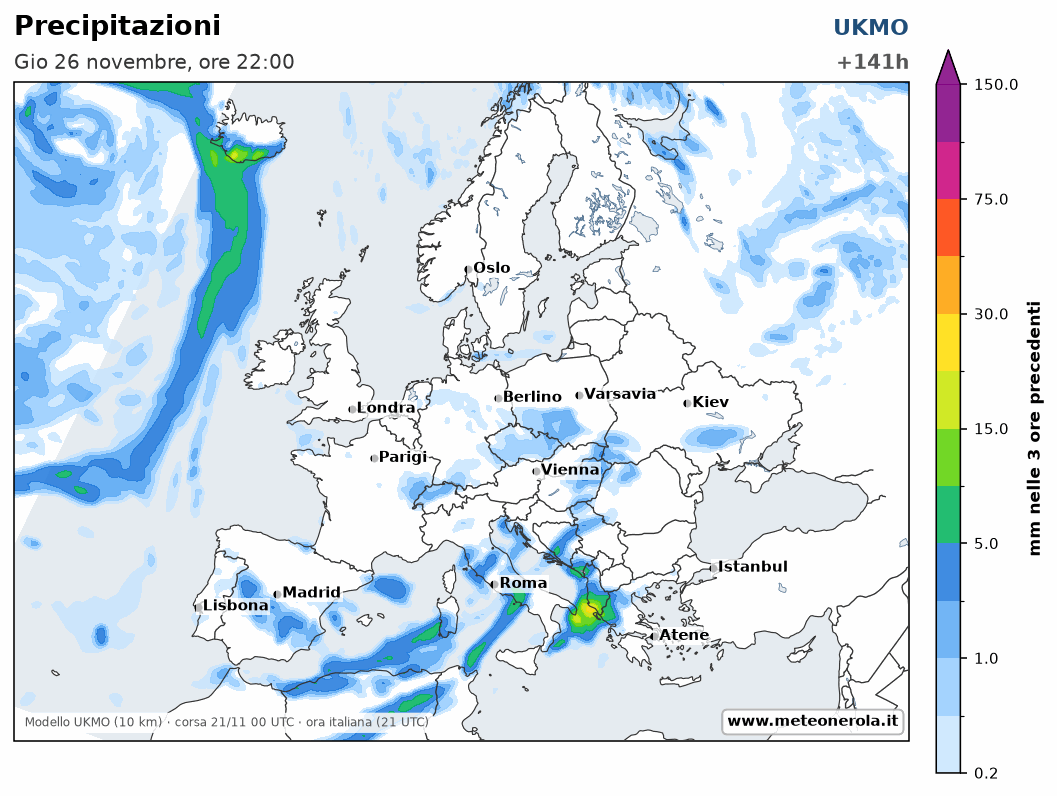 Precipitazioni
UKMO
Gio 26 novembre, ore 22:00
+141h
150.0
75.0
30.0
15.0
5.0
1.0
0.2
mm nelle 3 ore precedenti
Oslo
Berlino
Varsavia
Kiev
Londra
Parigi
Vienna
Istanbul
Roma
Madrid
Lisbona
Atene
Modello UKMO (10 km) · corsa 21/11 00 UTC · ora italiana (21 UTC)
www.meteonerola.it